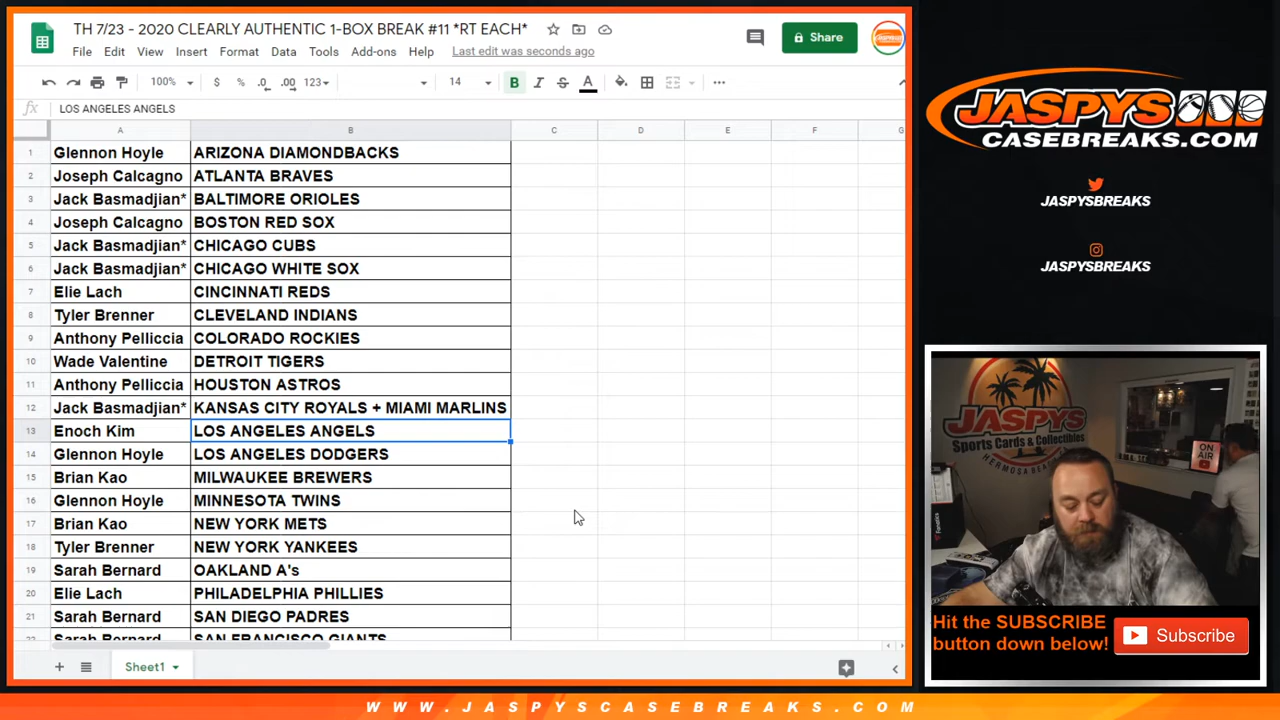 TH 7/23 - 2020 CLEARLY AUTHENTIC 1-BOX BREAK #11 *RT EACH*
File Edit View Insert Format Data Tools Add-ons Help Last edit was seconds ago
Share
100% $ % .0 .00 123 14 B I S A
fx LOS ANGELES ANGELS
A B C D E F G
1 Glennon Hoyle ARIZONA DIAMONDBACKS
2 Joseph Calcagno ATLANTA BRAVES
3 Jack Basmadjian* BALTIMORE ORIOLES
4 Joseph Calcagno BOSTON RED SOX
5 Jack Basmadjian* CHICAGO CUBS
6 Jack Basmadjian* CHICAGO WHITE SOX
7 Elie Lach CINCINNATI REDS
8 Tyler Brenner CLEVELAND INDIANS
9 Anthony Pelliccia COLORADO ROCKIES
10 Wade Valentine DETROIT TIGERS
11 Anthony Pelliccia HOUSTON ASTROS
12 Jack Basmadjian* KANSAS CITY ROYALS + MIAMI MARLINS
13 Enoch Kim LOS ANGELES ANGELS
14 Glennon Hoyle LOS ANGELES DODGERS
15 Brian Kao MILWAUKEE BREWERS
16 Glennon Hoyle MINNESOTA TWINS
17 Brian Kao NEW YORK METS
18 Tyler Brenner NEW YORK YANKEES
19 Sarah Bernard OAKLAND A's
20 Elie Lach PHILADELPHIA PHILLIES
21 Sarah Bernard SAN DIEGO PADRES
22 Sarah Bernard SAN FRANCISCO GIANTS
Sheet1
JASPYS
CASEBREAKS.COM
JASPYSBREAKS
JASPYSBREAKS
JASPYS
Sports Cards & Collectibles
HERMOSA BEACH
ON AIR
Fanatics
Hit the SUBSCRIBE
button down below!
Subscribe
WWW.JASPYSCASEBREAKS.COM